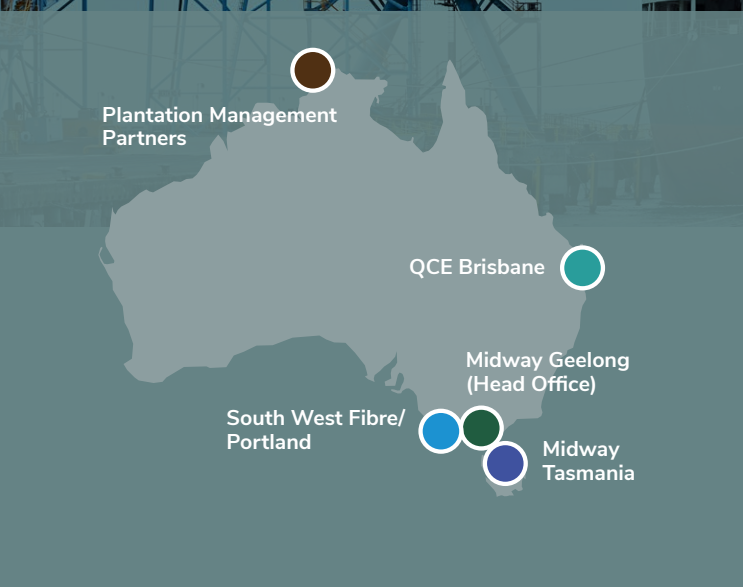 Plantation Management
Partners
QCE Brisbane
Midway Geelong
(Head Office)
South West Fibre/
Portland
Midway
Tasmania